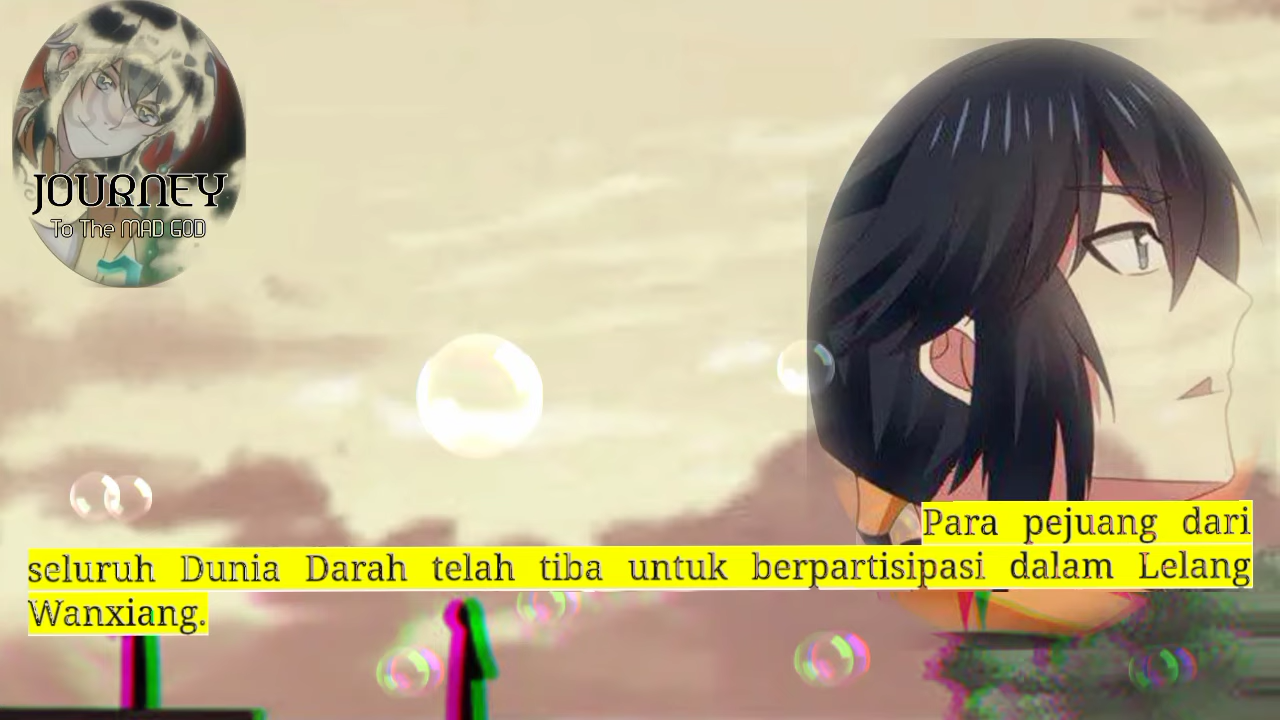 JOURNEY
To The MAD GOD
Para pejuang dari
seluruh Dunia Darah telah tiba untuk berpartisipasi dalam Lelang
Wanxiang.